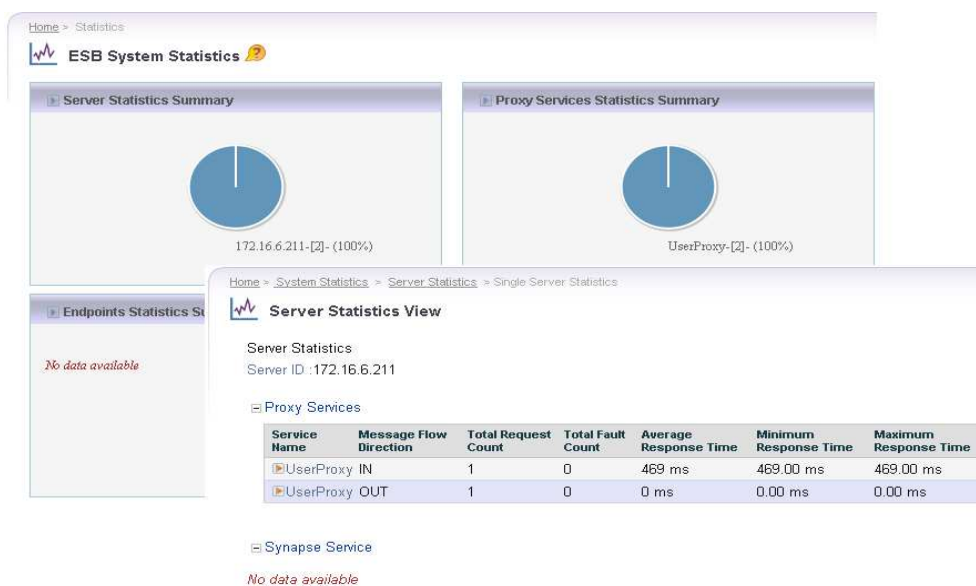 Home > Statistics
ESB System Statistics
Server Statistics Summary
Proxy Services Statistics Summary
172.16.6.211-[2]- (100%)
UserProxy-[2]- (100%)
Endpoints Statistics Su
No data available
Home > System Statistics > Server Statistics > Single Server Statistics
Server Statistics View
Server Statistics
Server ID :172.16.6.211
Proxy Services
Service Name Message Flow Direction Total Request Count Total Fault Count Average Response Time Minimum Response Time Maximum Response Time
UserProxy IN 1 0 469 ms 469.00 ms 469.00 ms
UserProxy OUT 1 0 0 ms 0.00 ms 0.00 ms
Synapse Service
No data available